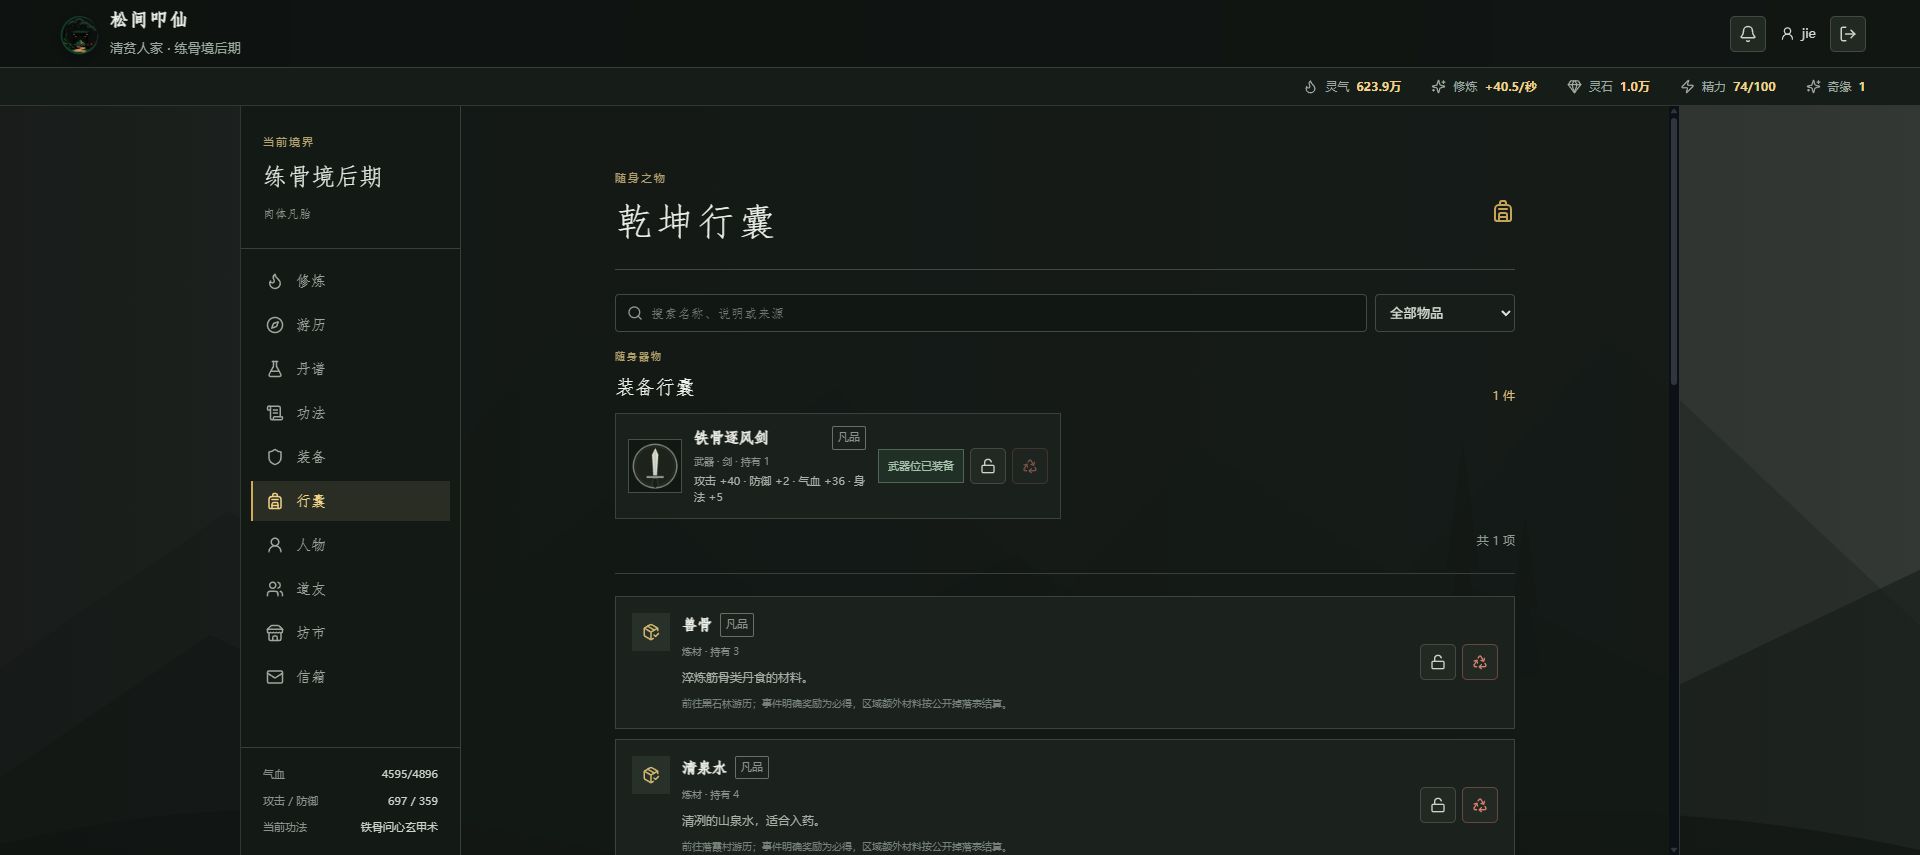 松间叩仙
清贫人家 · 练骨境后期
jie
灵气 623.9万
修炼 +40.5/秒
灵石 1.0万
精力 74/100
奇缘 1
当前境界
练骨境后期
肉体凡胎
修炼
游历
丹谱
功法
装备
行囊
人物
道友
坊市
信箱
气血 4595/4896
攻击 / 防御 697 / 359
当前功法 铁骨问心玄甲术
随身之物
乾坤行囊
搜索名称、说明或来源
全部物品
随身器物
装备行囊
1 件
铁骨逐风剑 凡品
武器 · 剑 · 持有 1
攻击 +40 · 防御 +2 · 气血 +36 · 身
法 +5
武器位已装备
共 1 项
兽骨 凡品
炼材 · 持有 3
淬炼筋骨类丹食的材料。
前往黑石林游历；事件明确奖励为必得，区域额外材料按公开掉落表结算。
清泉水 凡品
炼材 · 持有 4
清冽的山泉水，适合入药。
前往落霞村游历；事件明确奖励为必得，区域额外材料按公开掉落表结算。